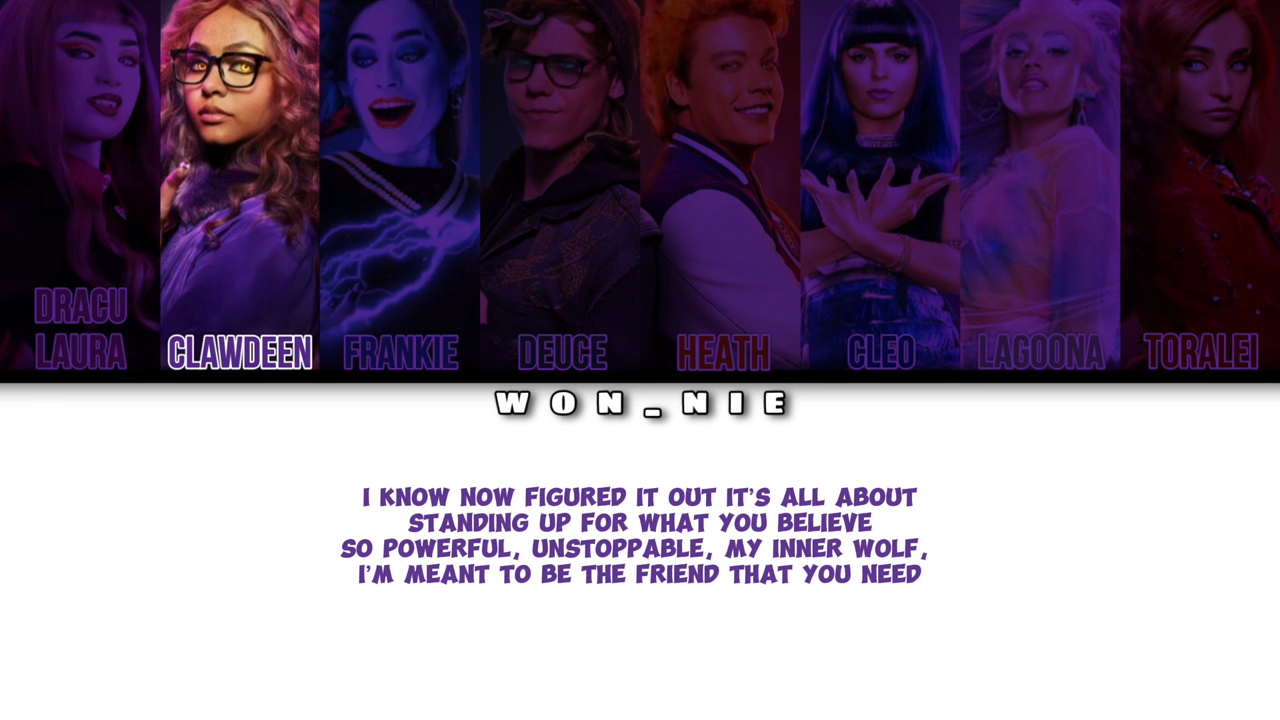 DRACU
LAURA
CLAWDEEN
FRANKIE
DEUCE
HEATH
CLEO
LAGOONA
TORALEI
WON_NIE
I KNOW NOW FIGURED IT OUT IT'S ALL ABOUT
STANDING UP FOR WHAT YOU BELIEVE
SO POWERFUL, UNSTOPPABLE, MY INNER WOLF,
I'M MEANT TO BE THE FRIEND THAT YOU NEED